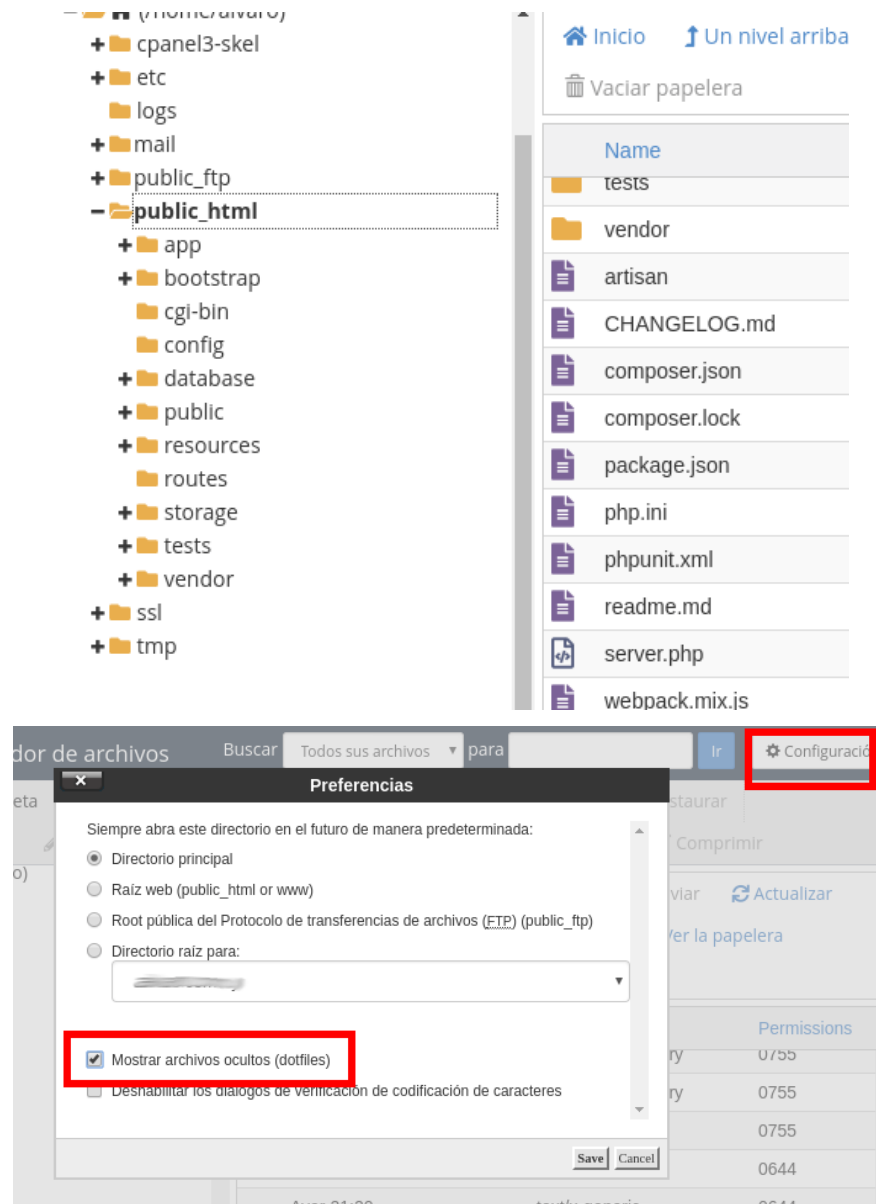 (/home/alvaro)
cpanel3-skel
etc
logs
mail
public_ftp
public_html
app
bootstrap
cgi-bin
config
database
public
resources
routes
storage
tests
vendor
ssl
tmp
Inicio Un nivel arriba
Vaciar papelera
Name
tests
vendor
artisan
CHANGELOG.md
composer.json
composer.lock
package.json
php.ini
phpunit.xml
readme.md
server.php
webpack.mix.js
dor de archivos Buscar Todos sus archivos para Ir Configuració
eta Preferencias staurar
Siempre abra este directorio en el futuro de manera predeterminada:
Comprimir
Directorio principal
o)
Raíz web (public_html or www) viar Actualizar
Root pública del Protocolo de transferencias de archivos (FTP) (public_ftp)
er la papelera
Directorio raíz para:
Permissions
Mostrar archivos ocultos (dotfiles) ry 0755
Deshabilitar los diálogos de verificación de codificación de caracteres ry 0755
0755
Save Cancel 0644
0644